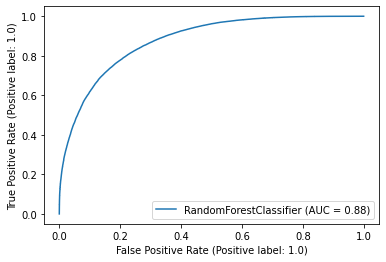 1.0
0.8
0.6
0.4
0.2
0.0
True Positive Rate (Positive label: 1.0)
RandomForestClassifier (AUC = 0.88)
0.0 0.2 0.4 0.6 0.8 1.0
False Positive Rate (Positive label: 1.0)